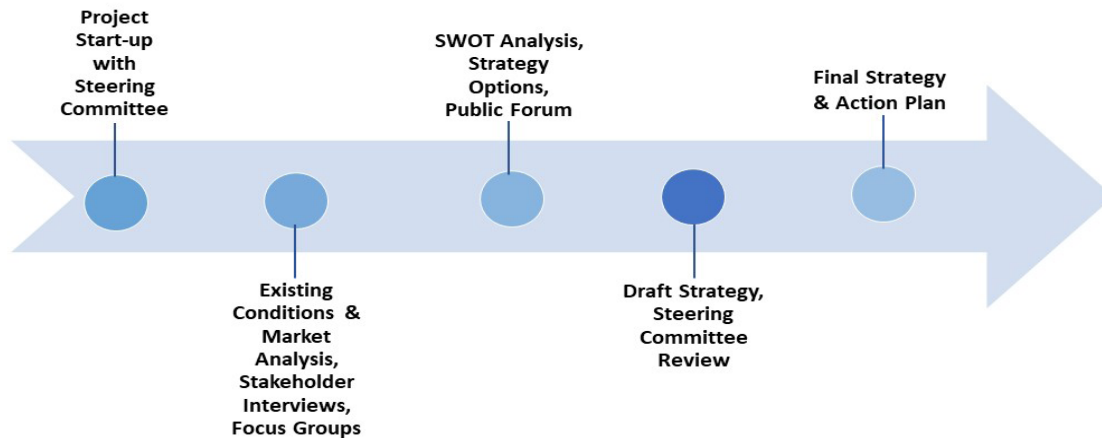 Project
Start-up
with
Steering
Committee
Existing
Conditions &
Market
Analysis,
Stakeholder
Interviews,
Focus Groups
SWOT Analysis,
Strategy
Options,
Public Forum
Draft Strategy,
Steering
Committee
Review
Final Strategy
& Action Plan